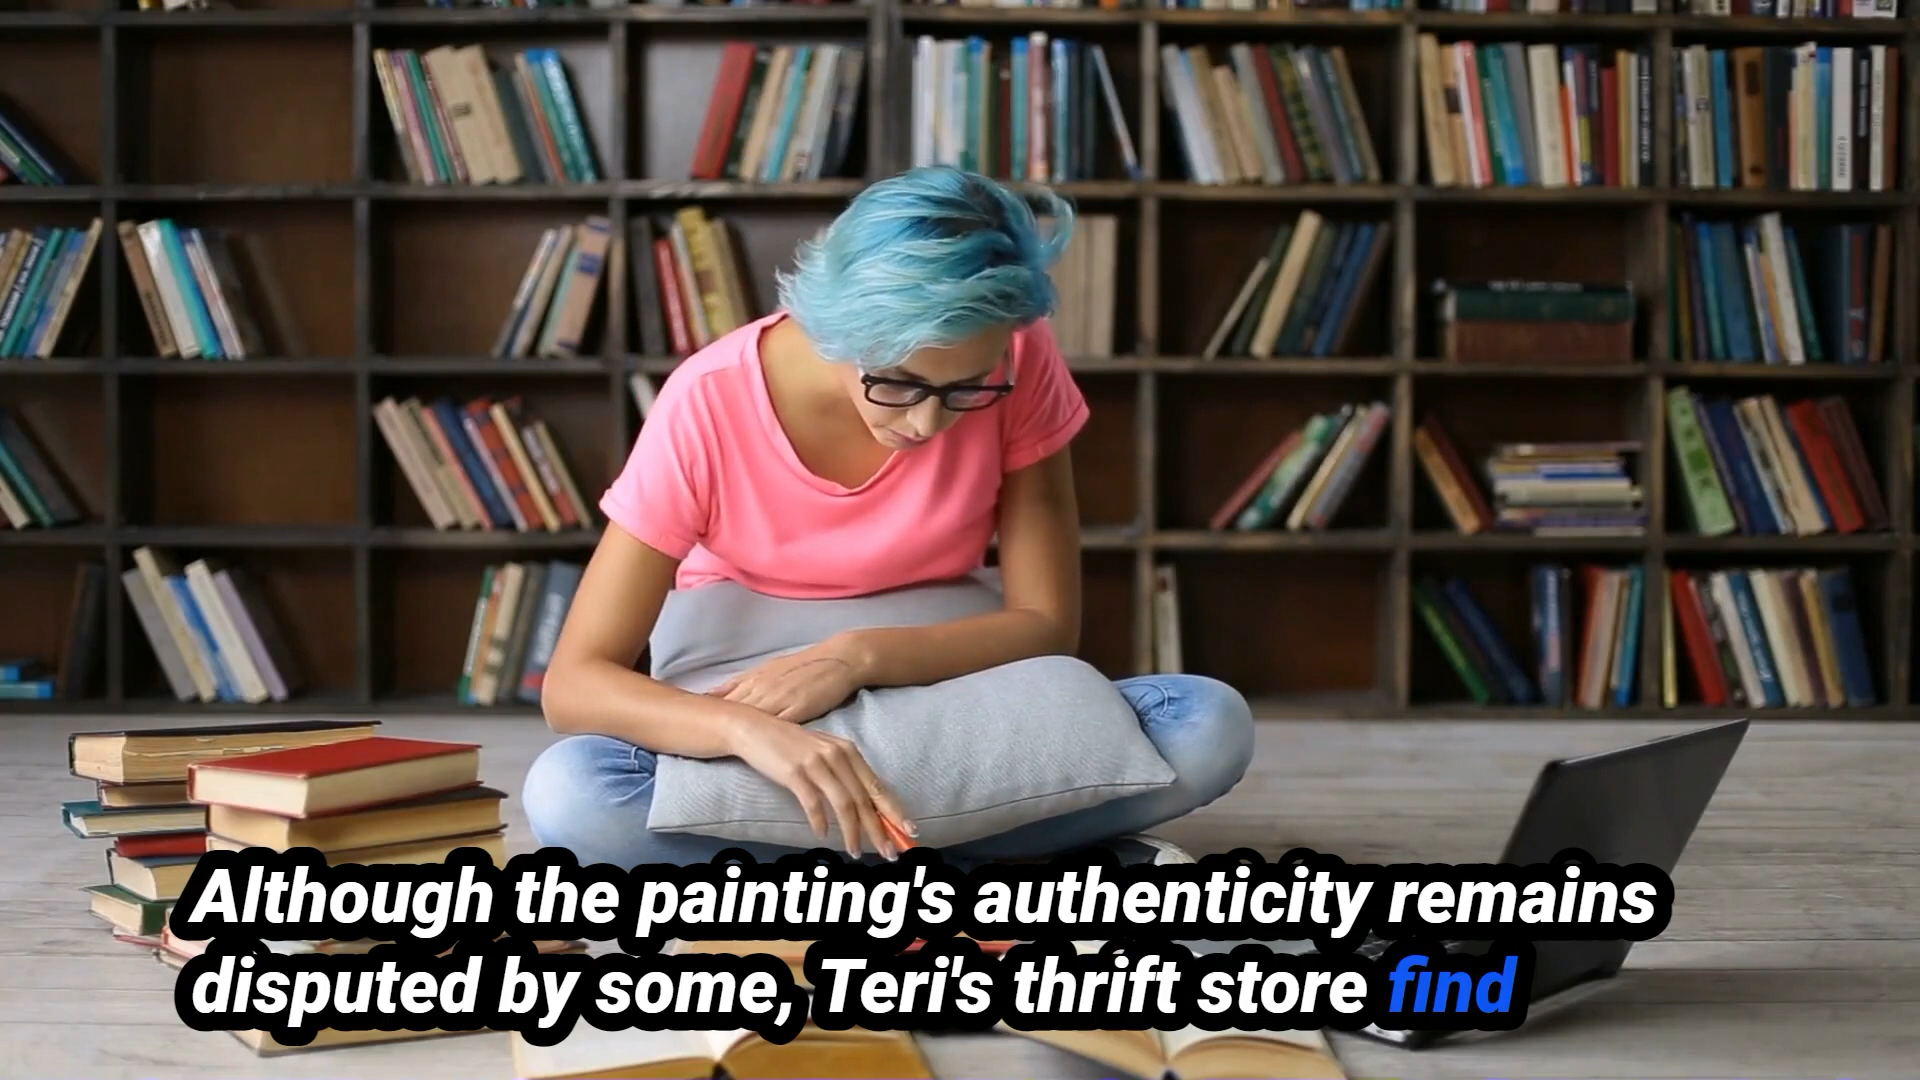 Although the painting's authenticity remains
disputed by some, Teri's thrift store find